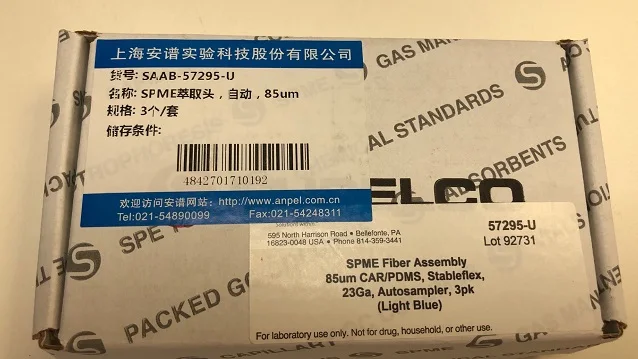 上海安谱实验科技股份有限公司
货号: SAAB-57295-U
名称: SPME萃取头，自动，85um
规格: 3个/套
储存条件:
4842701710192
欢迎访问安谱网站: http://www.anpel.com.cn
Tel:021-54890099 Fax:021-54248311
GAS MA
S
AL STANDARDS
ELCO
595 North Harrison Road • Bellefonte, PA
16823-0048 USA • Phone 814-359-3441
57295-U
Lot 92731
SPME Fiber Assembly
85um CAR/PDMS, Stableflex,
23Ga, Autosampler, 3pk
(Light Blue)
For laboratory use only. Not for drug, household, or other use.
SPE
PACKED G
CAPILLARY
SPME